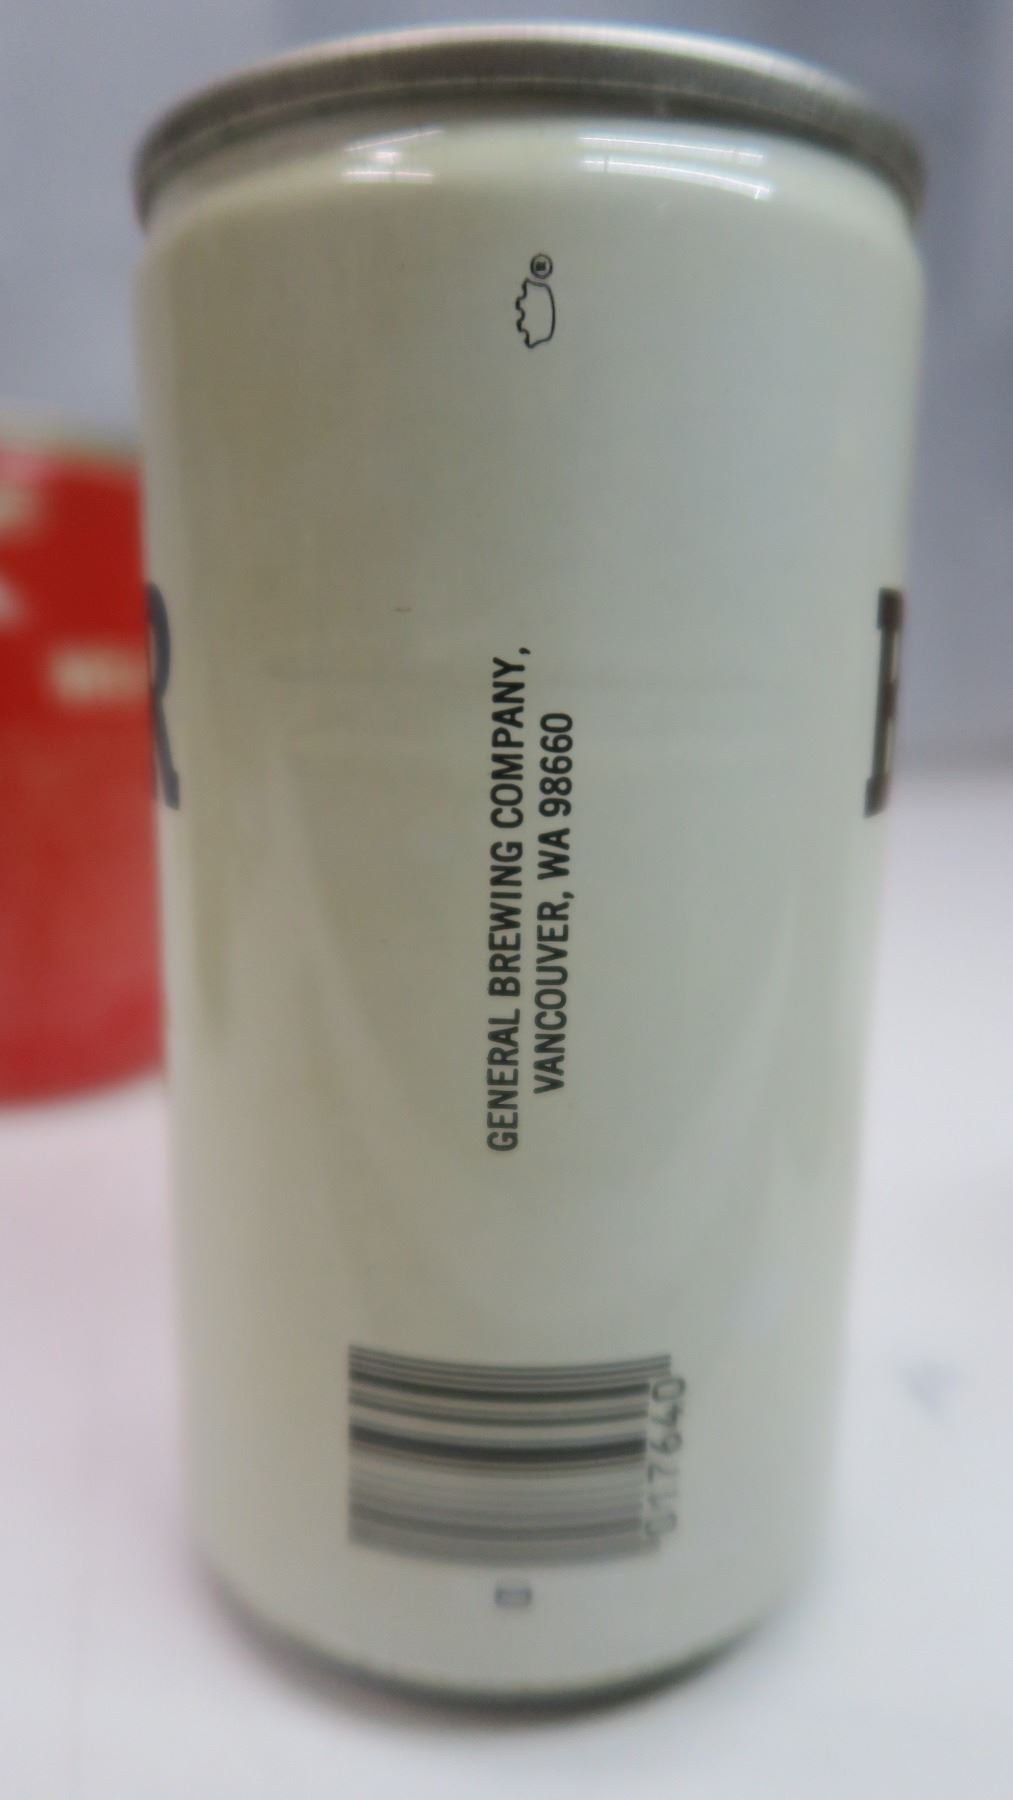 ®
GENERAL BREWING COMPANY,
VANCOUVER, WA 98660
017640
R